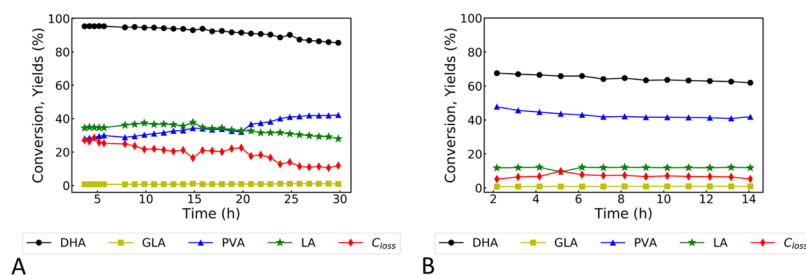 Conversion, Yields (%)
100
80
60
40
20
0
5
10
15
20
25
30
Time (h)
DHA
GLA
PVA
LA
C_loss
A
Conversion, Yields (%)
100
80
60
40
20
0
2
4
6
8
10
12
14
Time (h)
DHA
GLA
PVA
LA
C_loss
B